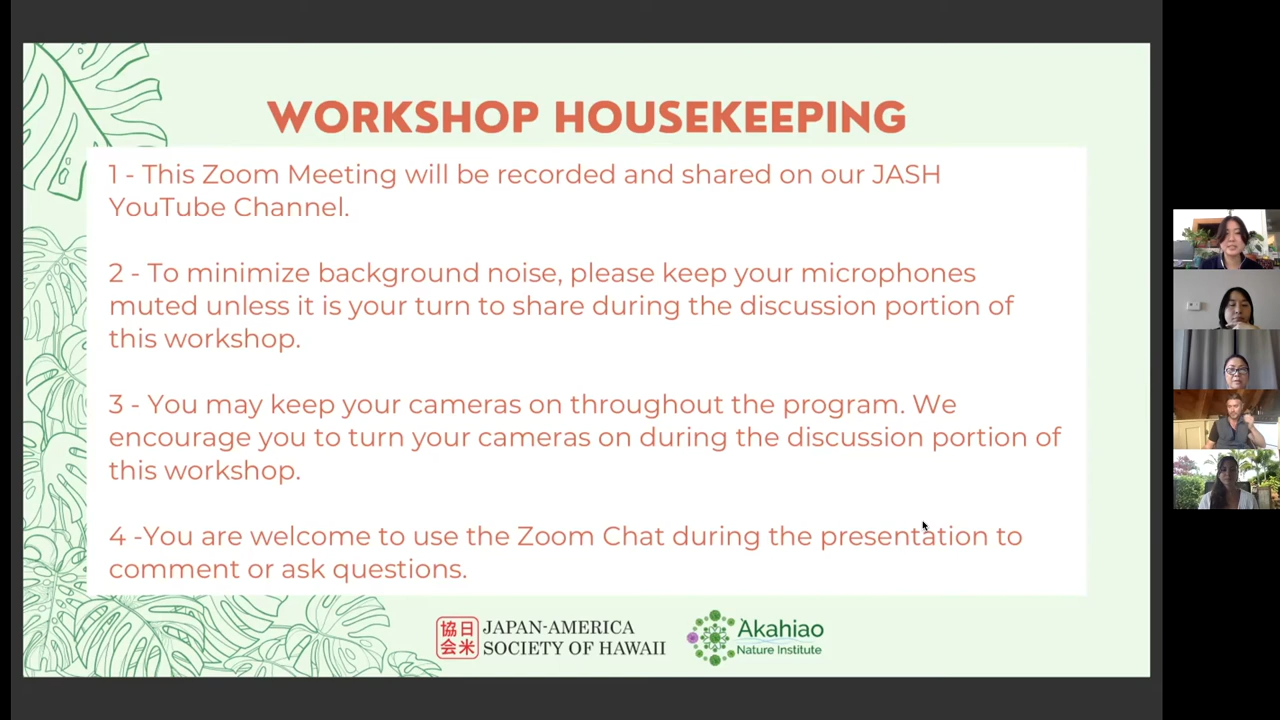 WORKSHOP HOUSEKEEPING
1 - This Zoom Meeting will be recorded and shared on our JASH
YouTube Channel.
2 - To minimize background noise, please keep your microphones
muted unless it is your turn to share during the discussion portion of
this workshop.
3 - You may keep your cameras on throughout the program. We
encourage you to turn your cameras on during the discussion portion of
this workshop.
4 -You are welcome to use the Zoom Chat during the presentation to
comment or ask questions.
協日
会米
JAPAN-AMERICA
SOCIETY OF HAWAII
Akahiao
Nature Institute